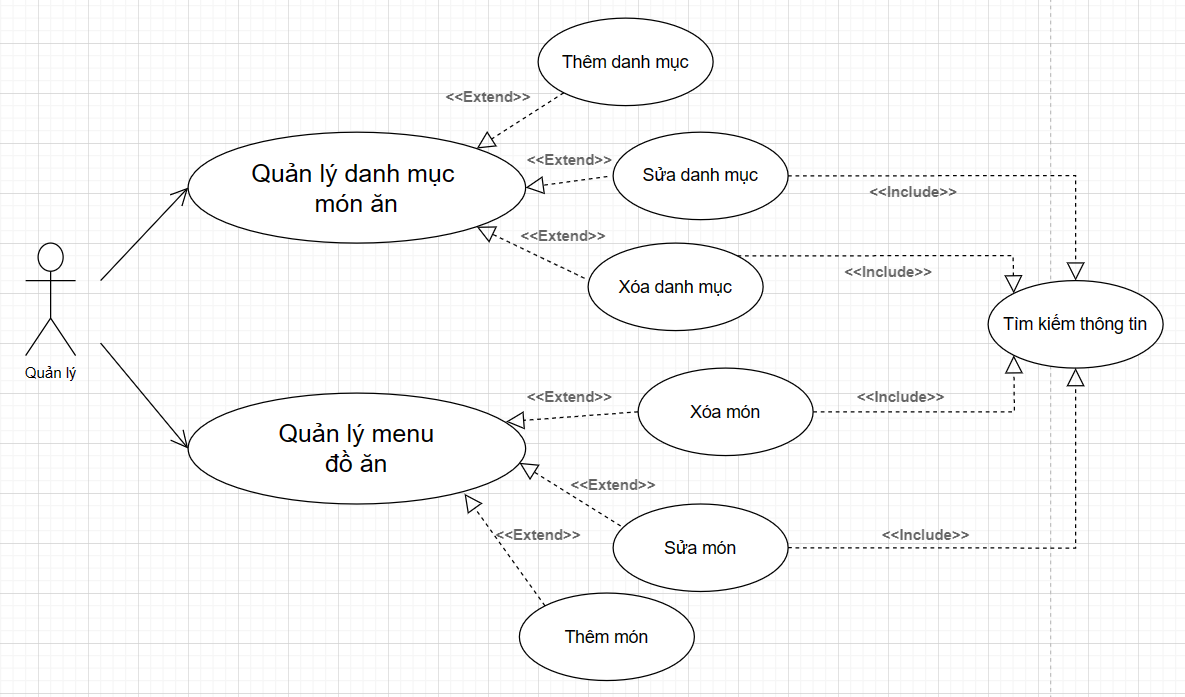 Thêm danh mục
<<Extend>>
Quản lý danh mục
món ăn
<<Extend>>
Sửa danh mục
<<Include>>
<<Extend>>
Xóa danh mục
<<Include>>
Tìm kiếm thông tin
Quản lý
<<Extend>>
Xóa món
<<Include>>
Quản lý menu
đồ ăn
<<Extend>>
Sửa món
<<Include>>
<<Extend>>
Thêm món